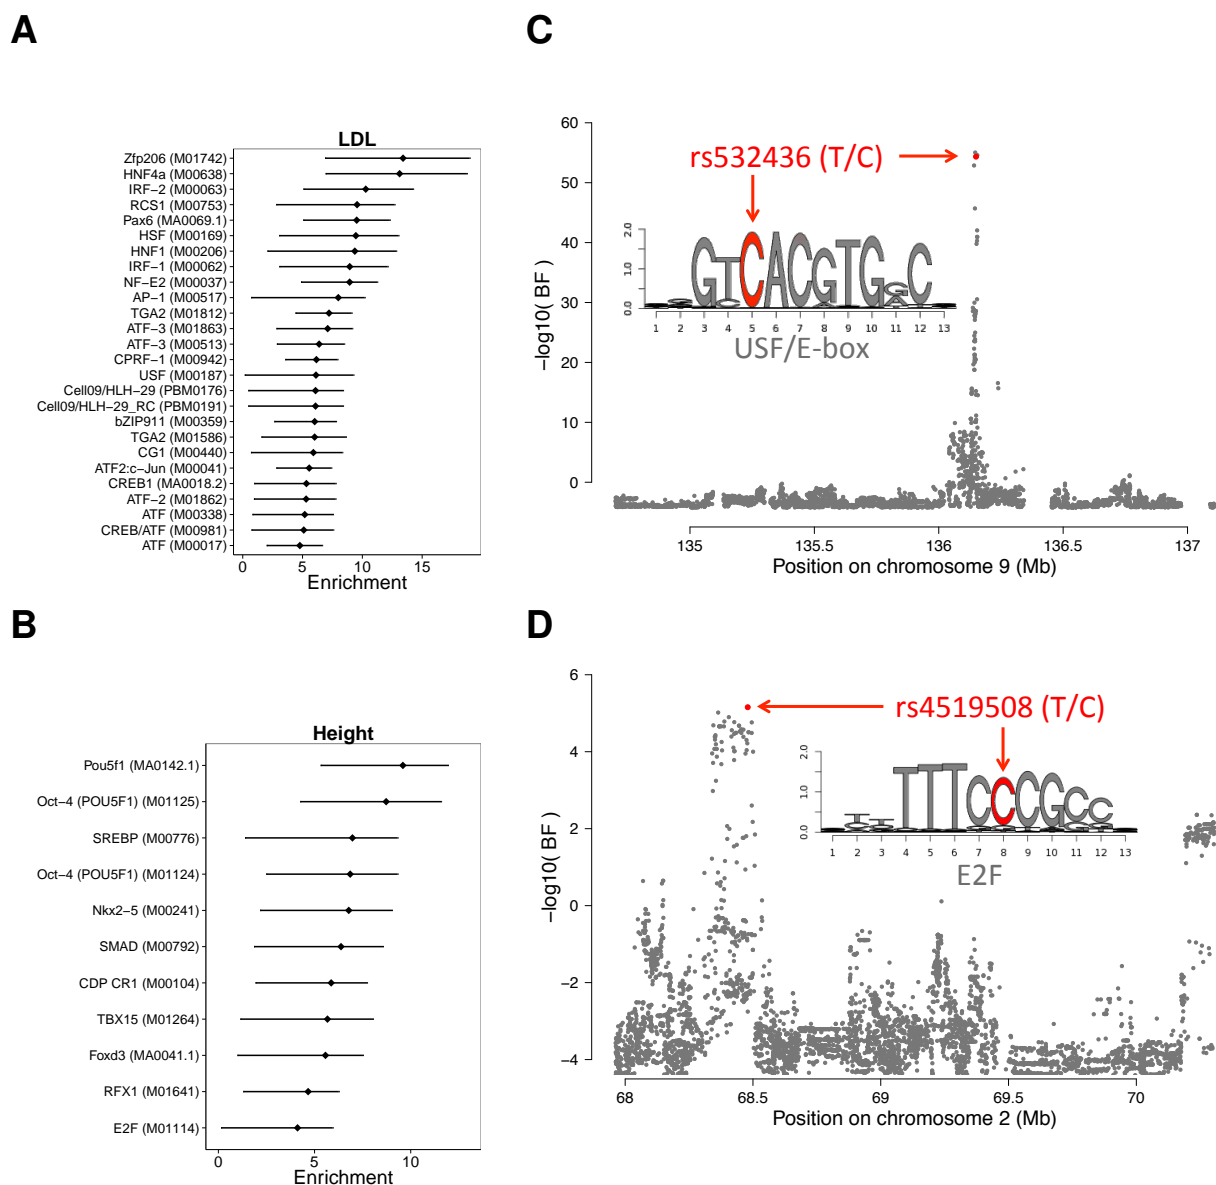 A
LDL
Zfp206 (M01742)
HNF4a (M00638)
IRF−2 (M00063)
RCS1 (M00753)
Pax6 (MA0069.1)
HSF (M00169)
HNF1 (M00206)
IRF−1 (M00062)
NF−E2 (M00037)
AP−1 (M00517)
TGA2 (M01812)
ATF−3 (M01863)
ATF−3 (M00513)
CPRF−1 (M00942)
USF (M00187)
Cell09/HLH−29 (PBM0176)
Cell09/HLH−29_RC (PBM0191)
bZIP911 (M00359)
TGA2 (M01586)
CG1 (M00440)
ATF2:c−Jun (M00041)
CREB1 (MA0018.2)
ATF−2 (M01862)
ATF (M00338)
CREB/ATF (M00981)
ATF (M00017)
0 5 10 15
Enrichment
B
Height
Pou5f1 (MA0142.1)
Oct−4 (POU5F1) (M01125)
SREBP (M00776)
Oct−4 (POU5F1) (M01124)
Nkx2−5 (M00241)
SMAD (M00792)
CDP CR1 (M00104)
TBX15 (M01264)
Foxd3 (MA0041.1)
RFX1 (M01641)
E2F (M01114)
0 5 10
Enrichment
C
−log10( BF )
60
50
40
30
20
10
0
rs532436 (T/C)
2.0
1.0
0.0
GTCACGTGGC
1 2 3 4 5 6 7 8 9 10 11 12 13
USF/E-box
135 135.5 136 136.5 137
Position on chromosome 9 (Mb)
D
−log10( BF )
6
4
2
0
−2
−4
rs4519508 (T/C)
2.0
1.0
0.0
TTTTTCCCGCC
1 2 3 4 5 6 7 8 9 10 11 12 13
E2F
68 68.5 69 69.5 70
Position on chromosome 2 (Mb)